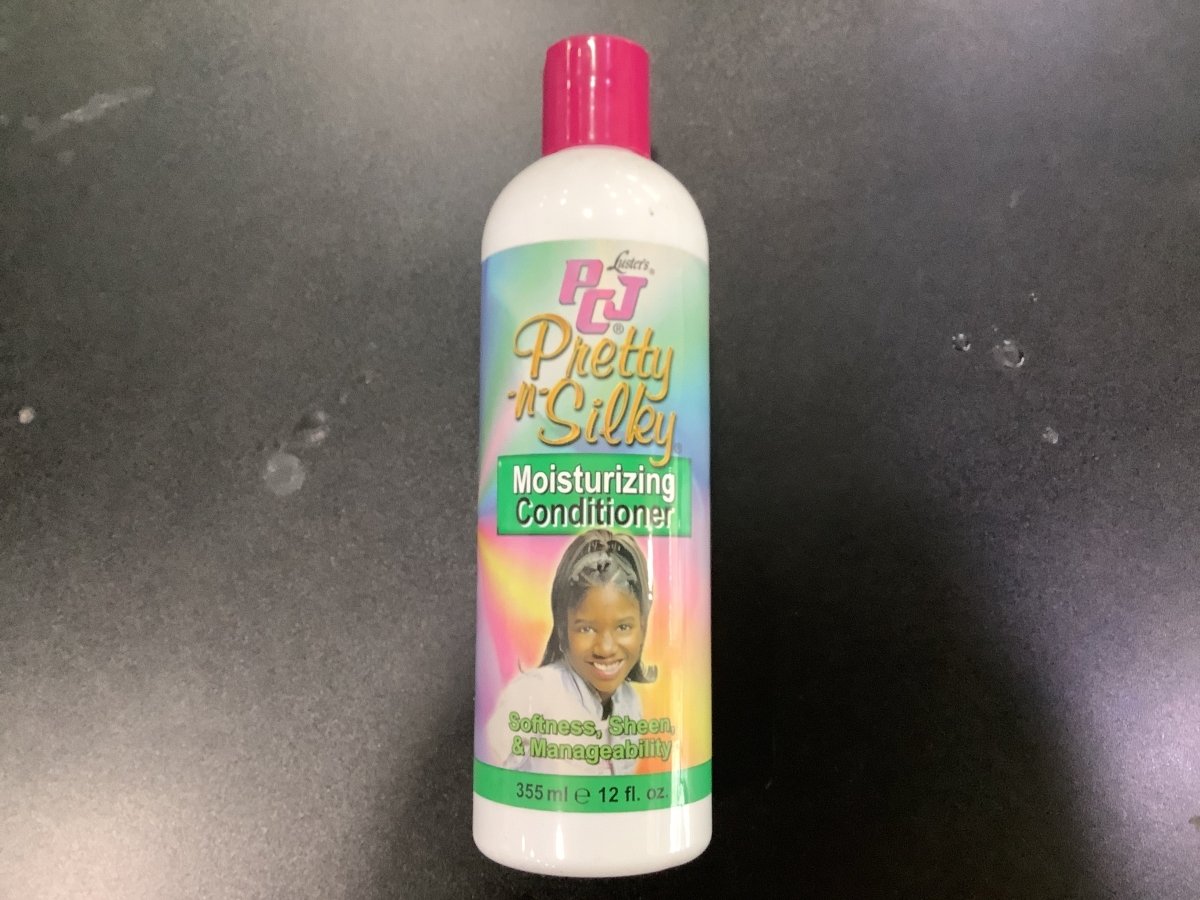 Luster's®
PCJ®
Pretty
-n-Silky®
Moisturizing
Conditioner
Softness, Sheen,
& Manageability
355 ml ℮ 12 fl. oz.